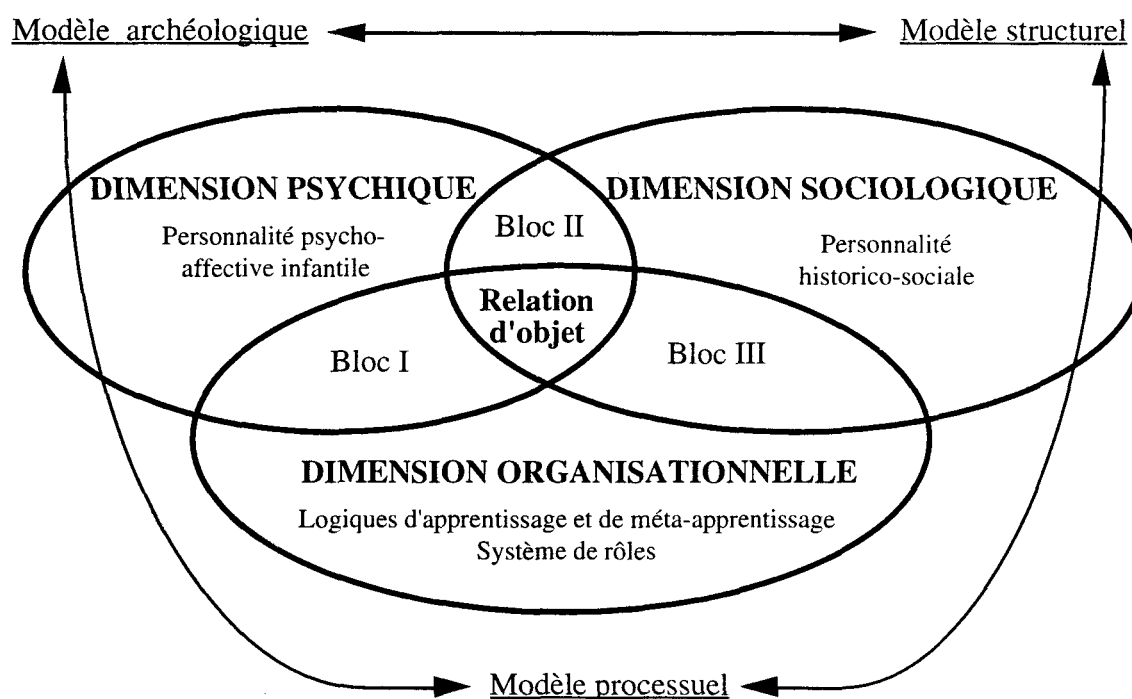 Modèle archéologique
Modèle structurel
DIMENSION PSYCHIQUE
DIMENSION SOCIOLOGIQUE
Personnalité psycho-
affective infantile
Bloc II
Personnalité
historico-sociale
Relation
d'objet
Bloc I
Bloc III
DIMENSION ORGANISATIONNELLE
Logiques d'apprentissage et de méta-apprentissage
Système de rôles
Modèle processuel